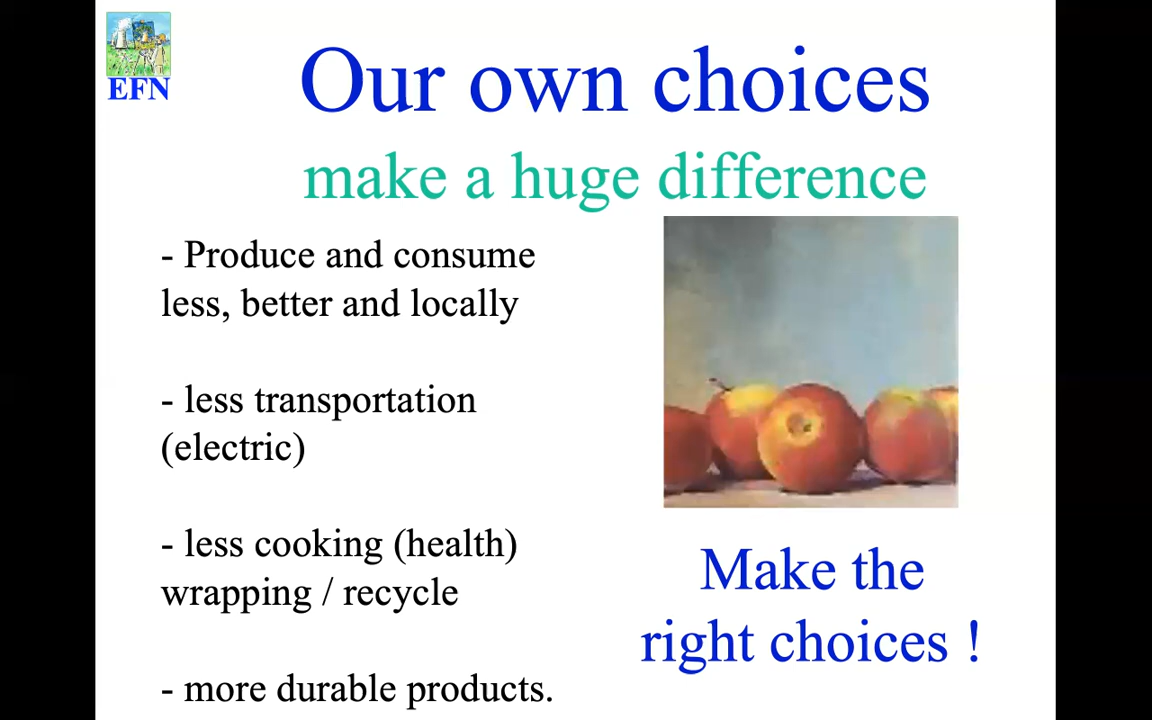 EFN
Our own choices
make a huge difference
- Produce and consume
less, better and locally
- less transportation
(electric)
- less cooking (health)
wrapping / recycle
- more durable products.
Make the
right choices !